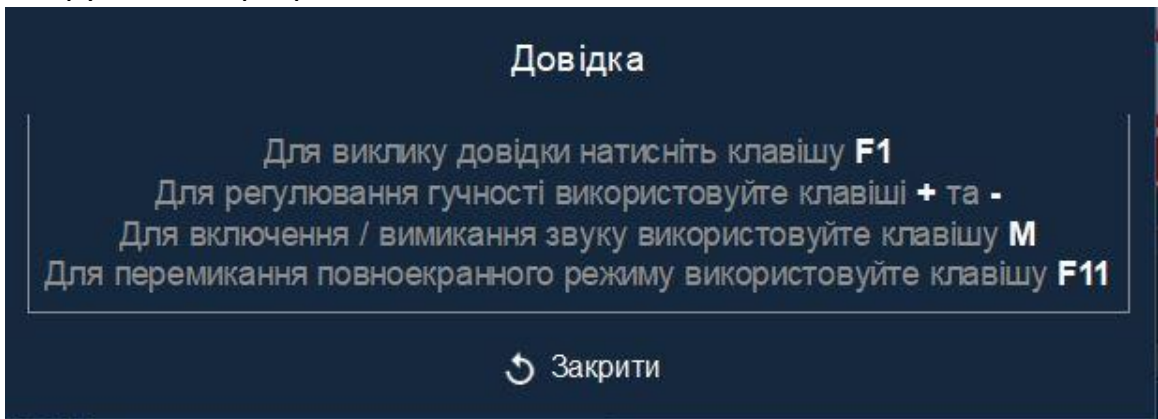 Довідка
Для виклику довідки натисніть клавішу F1
Для регулювання гучності використовуйте клавіші + та -
Для включення / вимикання звуку використовуйте клавішу M
Для перемикання повноекранного режиму використовуйте клавішу F11
Закрити